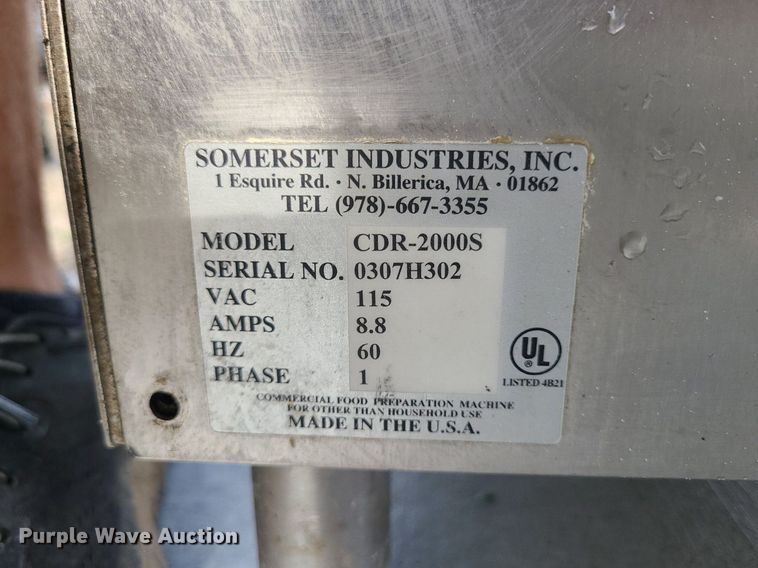 SOMERSET INDUSTRIES, INC.
1 Esquire Rd. · N. Billerica, MA · 01862
TEL (978)-667-3355
MODEL CDR-2000S
SERIAL NO. 0307H302
VAC 115
AMPS 8.8
HZ 60
PHASE 1
UL
LISTED 4B21
COMMERCIAL FOOD PREPARATION MACHINE
FOR OTHER THAN HOUSEHOLD USE
MADE IN THE U.S.A.
Purple Wave Auction